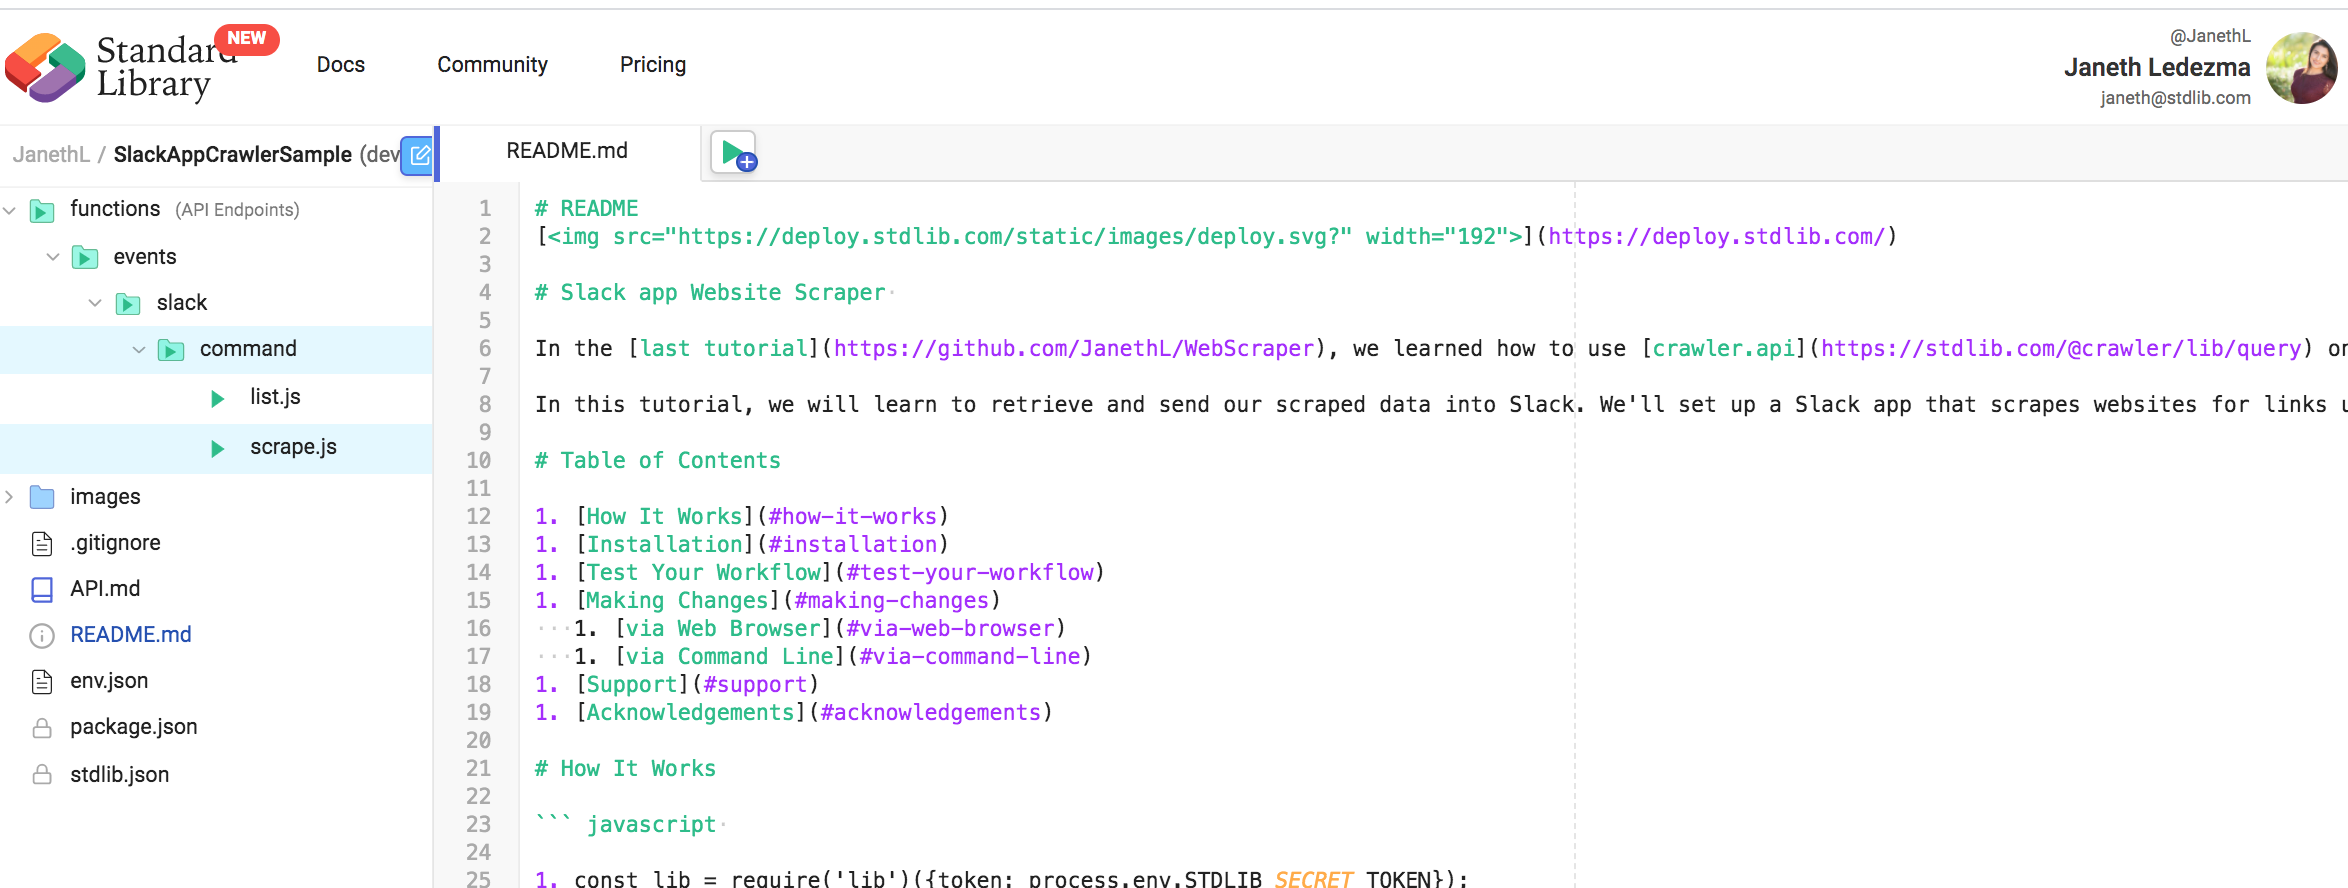 Standard
Library
NEW
Docs
Community
Pricing
@JanethL
Janeth Ledezma
janeth@stdlib.com
JanethL / SlackAppCrawlerSample (dev
README.md
functions (API Endpoints)
events
slack
command
list.js
scrape.js
images
.gitignore
API.md
README.md
env.json
package.json
stdlib.json
1 # README
2 [<img src="https://deploy.stdlib.com/static/images/deploy.svg?" width="192">](https://deploy.stdlib.com/)
3
4 # Slack app Website Scraper
5
6 In the [last tutorial](https://github.com/JanethL/WebScraper), we learned how to use [crawler.api](https://stdlib.com/@crawler/lib/query) on
7
8 In this tutorial, we will learn to retrieve and send our scraped data into Slack. We'll set up a Slack app that scrapes websites for links u
9
10 # Table of Contents
11
12 1. [How It Works](#how-it-works)
13 1. [Installation](#installation)
14 1. [Test Your Workflow](#test-your-workflow)
15 1. [Making Changes](#making-changes)
16 ···1. [via Web Browser](#via-web-browser)
17 ···1. [via Command Line](#via-command-line)
18 1. [Support](#support)
19 1. [Acknowledgements](#acknowledgements)
20
21 # How It Works
22
23 ``` javascript
24
25 1. const lib = require('lib')({token: process.env.STDLIB_SECRET_TOKEN});